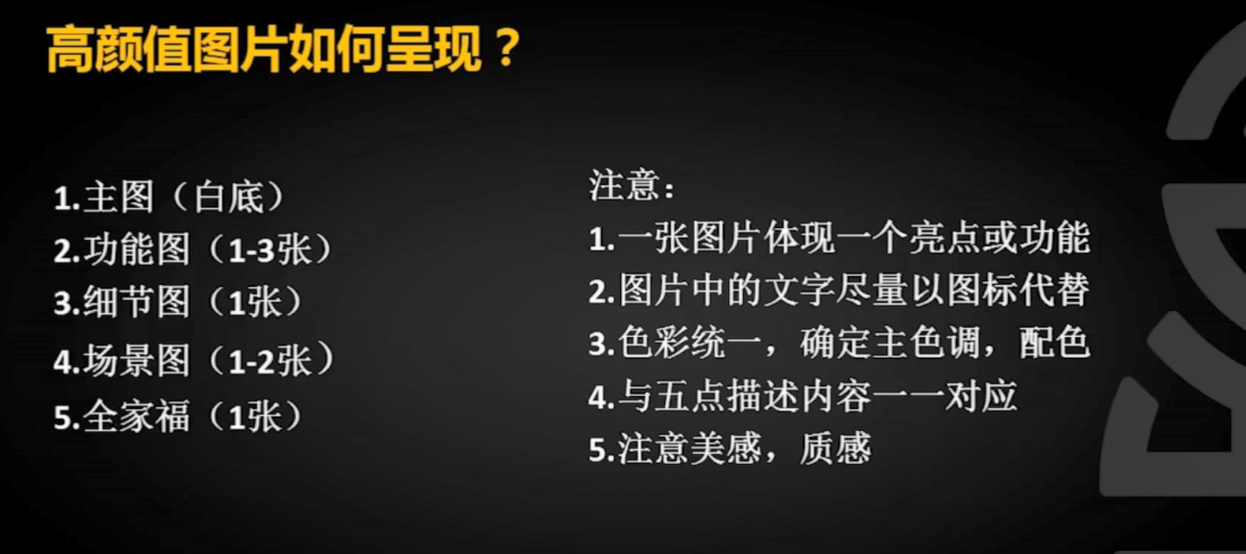 高颜值图片如何呈现？
1.主图（白底）
2.功能图（1-3张）
3.细节图（1张）
4.场景图（1-2张）
5.全家福（1张）
注意：
1.一张图片体现一个亮点或功能
2.图片中的文字尽量以图标代替
3.色彩统一，确定主色调，配色
4.与五点描述内容一一对应
5.注意美感，质感